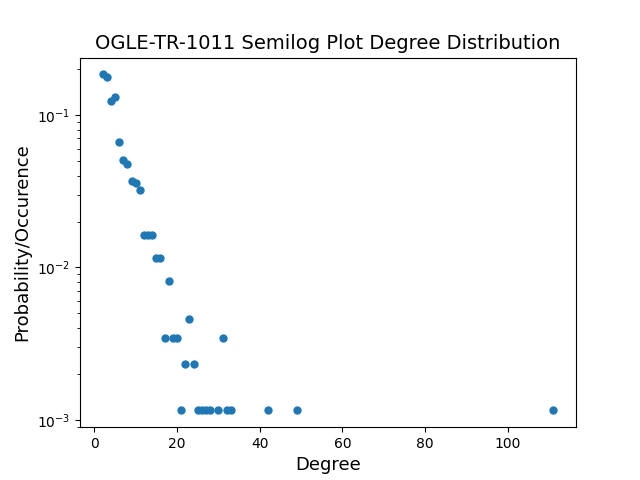 OGLE-TR-1011 Semilog Plot Degree Distribution
Probability/Occurence
10⁻¹
10⁻²
10⁻³
0 20 40 60 80 100
Degree